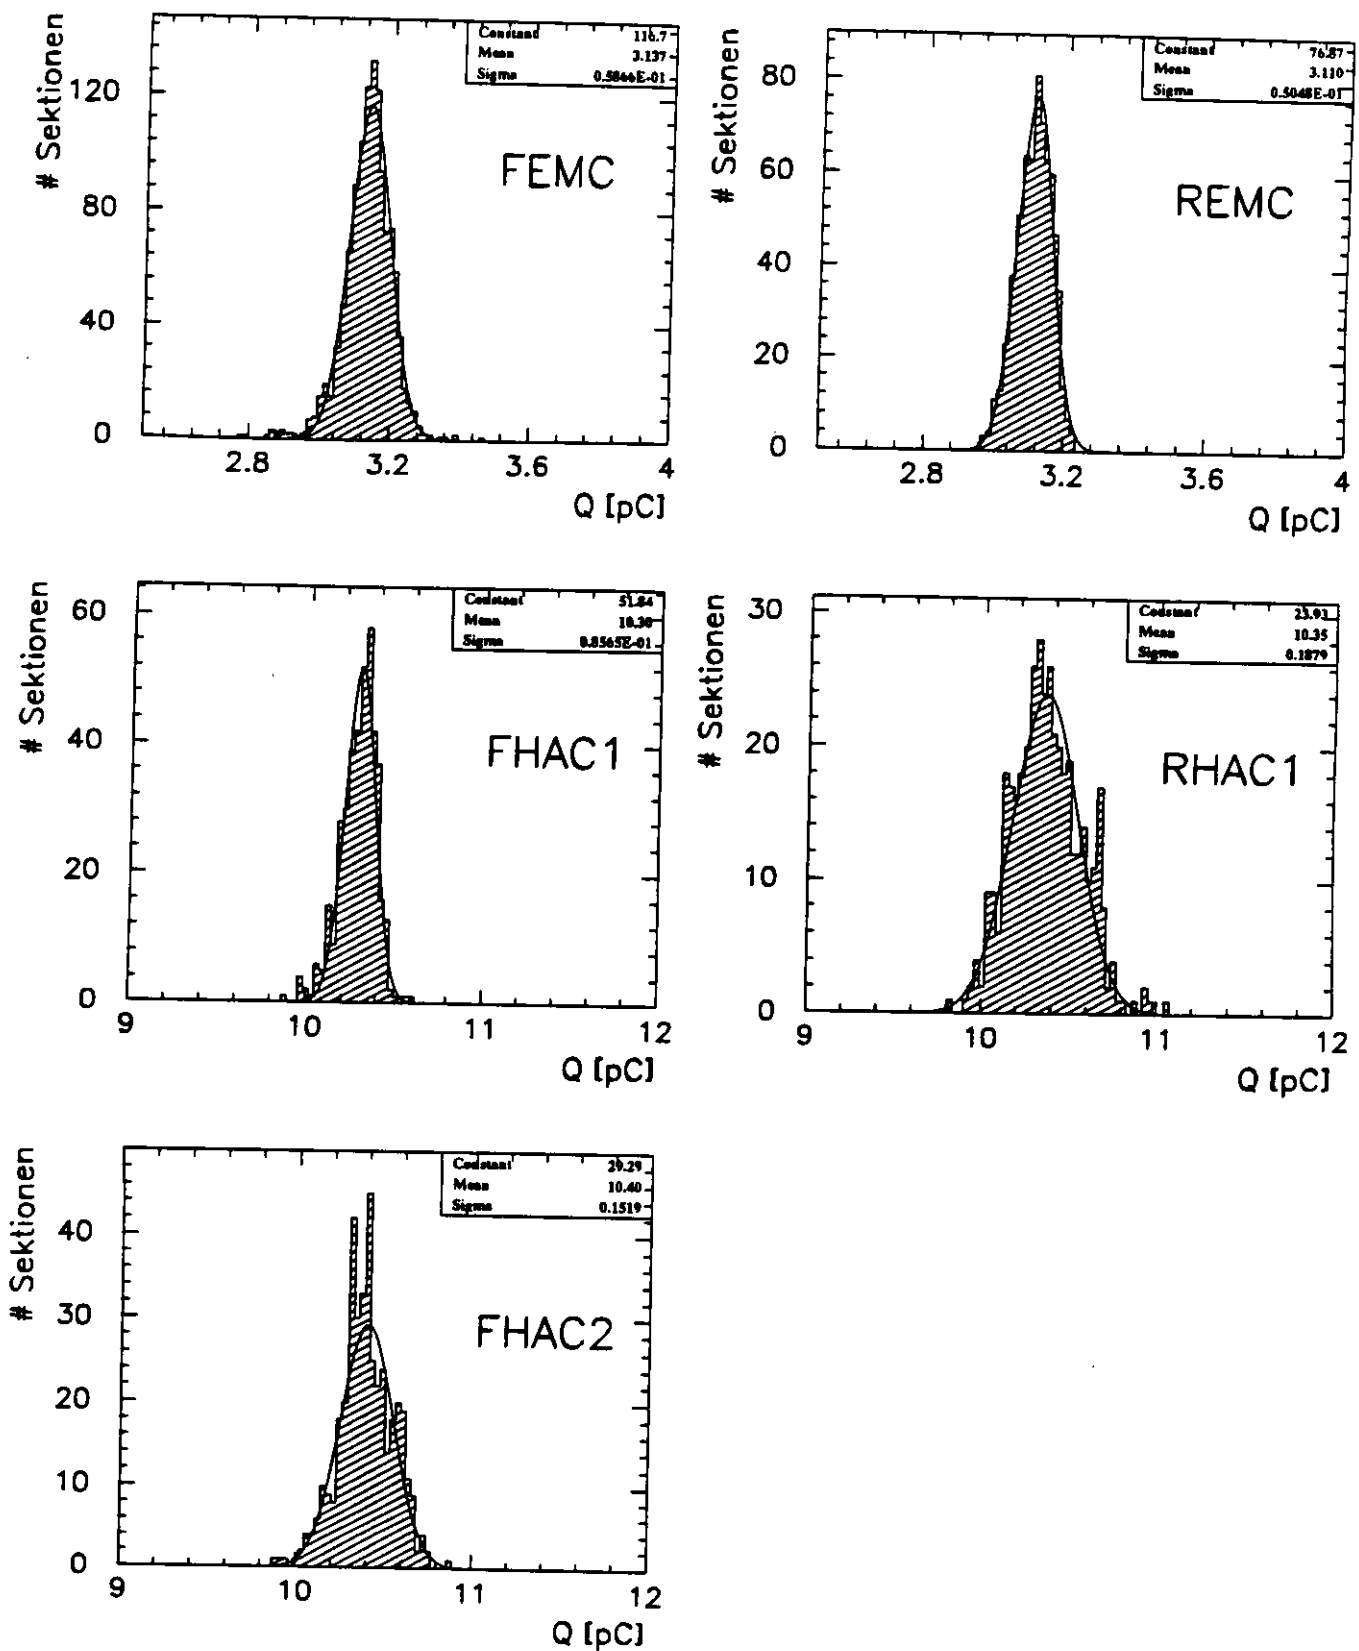 Constant 116.7
Mean 3.137
Sigma 0.5866E-01
# Sektionen
120
80
40
0
FEMC
2.8 3.2 3.6 4
Q [pC]
Constant 76.87
Mean 3.110
Sigma 0.5048E-01
# Sektionen
80
60
40
20
0
REMC
2.8 3.2 3.6 4
Q [pC]
Constant 51.84
Mean 10.30
Sigma 0.8565E-01
# Sektionen
60
40
20
0
FHAC1
9 10 11 12
Q [pC]
Constant 23.93
Mean 10.35
Sigma 0.1879
# Sektionen
30
20
10
0
RHAC1
9 10 11 12
Q [pC]
Constant 29.29
Mean 10.40
Sigma 0.1519
# Sektionen
40
30
20
10
0
FHAC2
9 10 11 12
Q [pC]